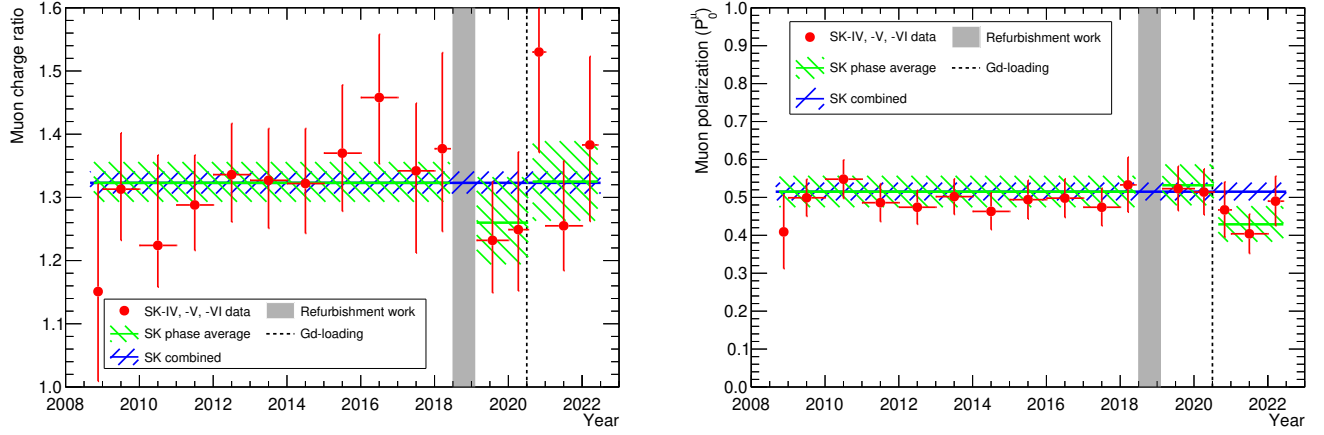 Muon charge ratio
1.6
1.5
1.4
1.3
1.2
1.1
1.0
SK-IV, -V, -VI data
Refurbishment work
SK phase average
Gd-loading
SK combined
2008 2010 2012 2014 2016 2018 2020 2022
Year
Muon polarization (P₀^μ)
1.0
0.9
0.8
0.7
0.6
0.5
0.4
0.3
0.2
0.1
0.0
SK-IV, -V, -VI data
Refurbishment work
SK phase average
Gd-loading
SK combined
2008 2010 2012 2014 2016 2018 2020 2022
Year